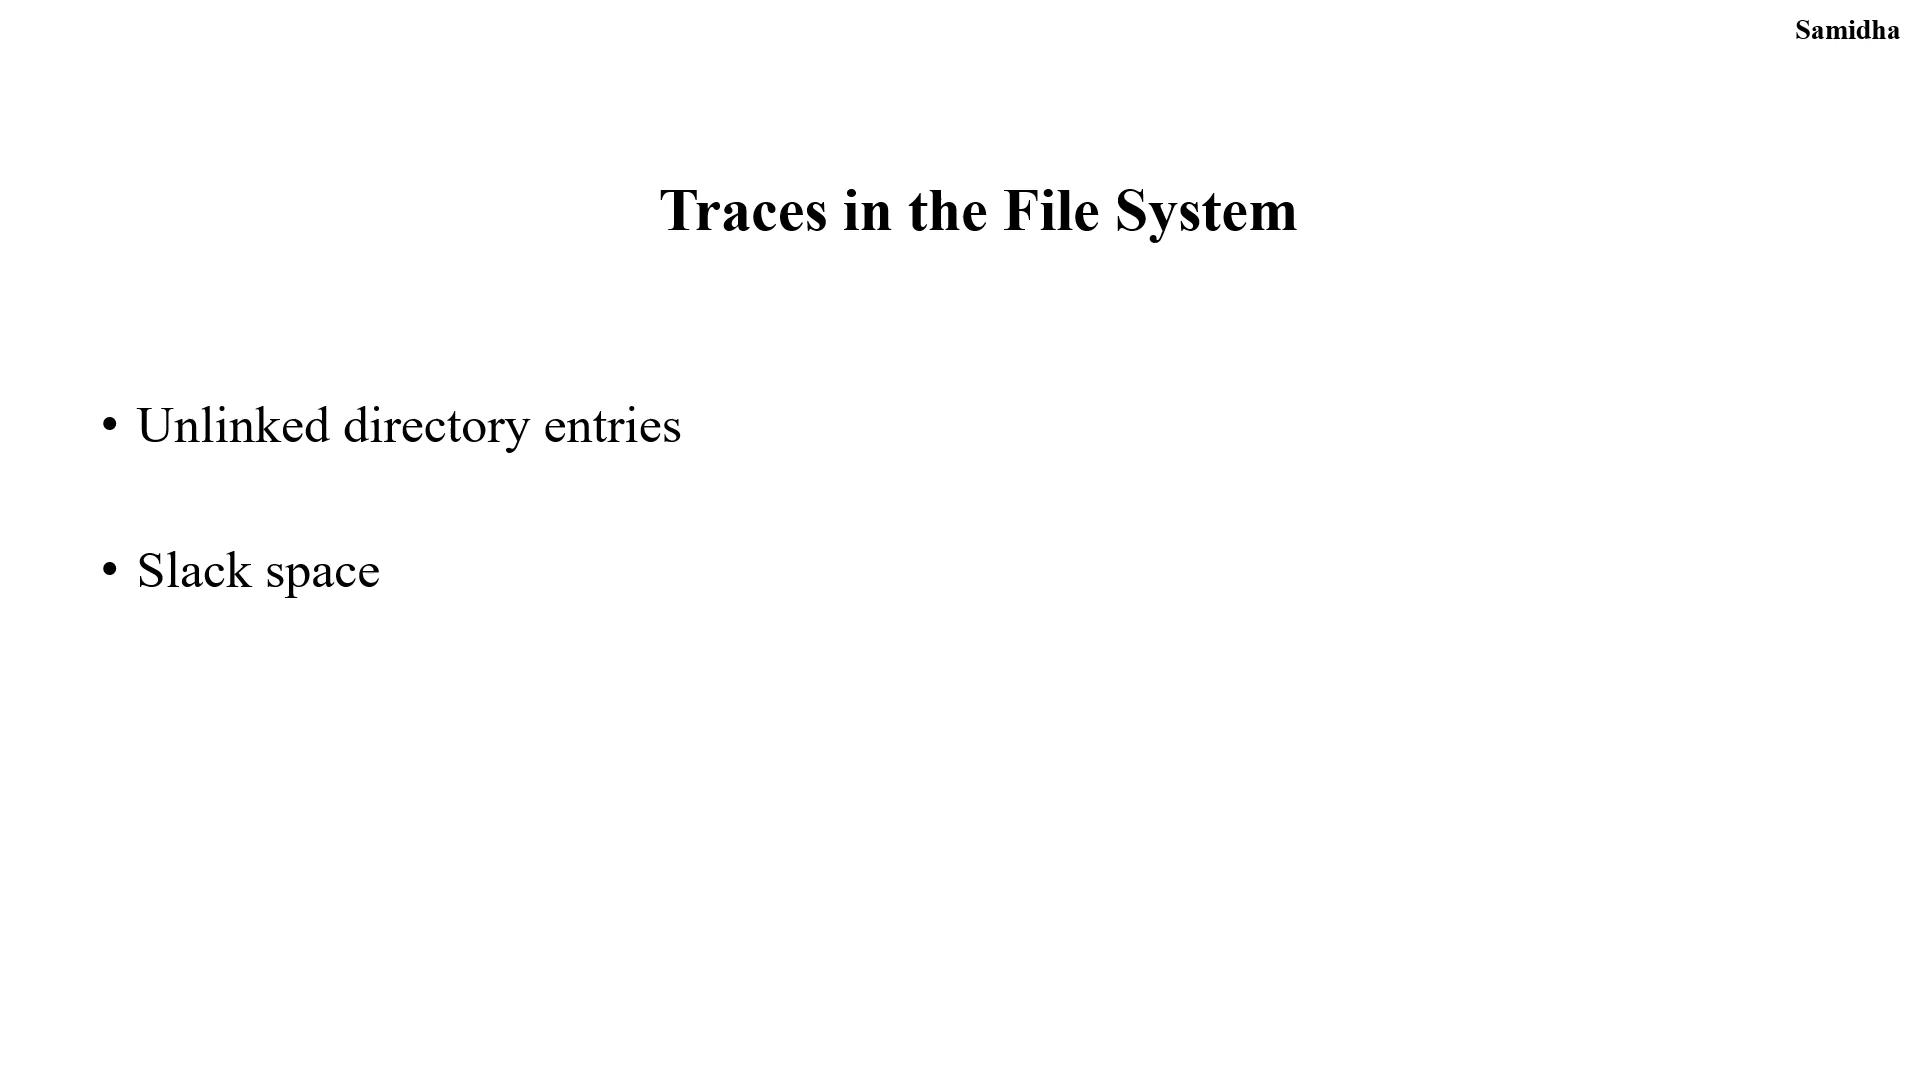 Samidha
Traces in the File System
• Unlinked directory entries
• Slack space